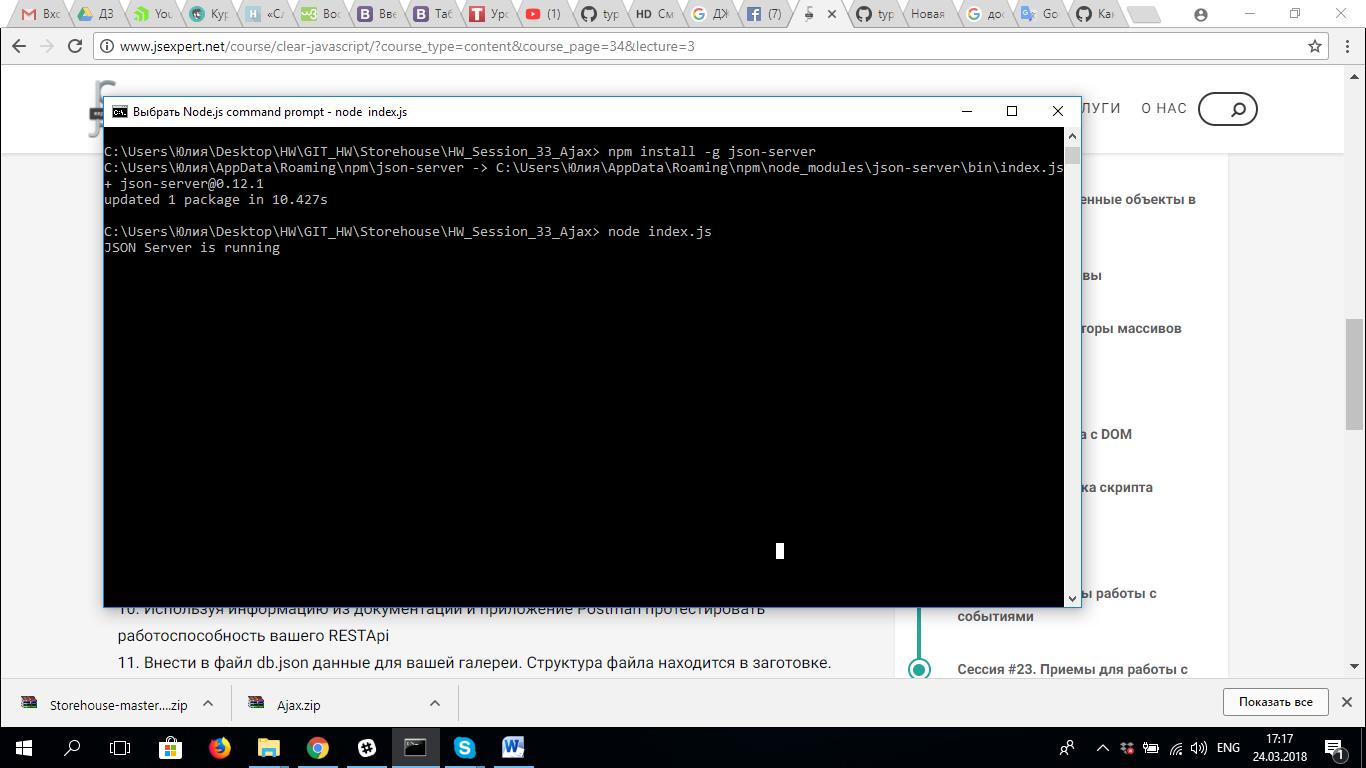 Вхо
ДЗ
You
Кур
«Сл
Вос
Вве
Таб
Уро
(1)
typ
HD См
ДЖ
(7)
typ
Новая
дос
Go
Как
www.jsexpert.net/course/clear-javascript/?course_type=content&course_page=34&lecture=3
ЛУГИ О НАС
Выбрать Node.js command prompt - node index.js
C:\Users\Юлия\Desktop\HW\GIT_HW\Storehouse\HW_Session_33_Ajax> npm install -g json-server
C:\Users\Юлия\AppData\Roaming\npm\json-server -> C:\Users\Юлия\AppData\Roaming\npm\node_modules\json-server\bin\index.js
+ json-server@0.12.1
updated 1 package in 10.427s
C:\Users\Юлия\Desktop\HW\GIT_HW\Storehouse\HW_Session_33_Ajax> node index.js
JSON Server is running
енные объекты в
вы
торы массивов
а с DOM
ка скрипта
ы работы с
событиями
Сессия #23. Приемы для работы с
10. Используя информацию из документации и приложение Postman протестировать
работоспособность вашего RESTApi
11. Внести в файл db.json данные для вашей галереи. Структура файла находится в заготовке.
Storehouse-master....zip
Ajax.zip
Показать все
ENG
17:17
24.03.2018
1